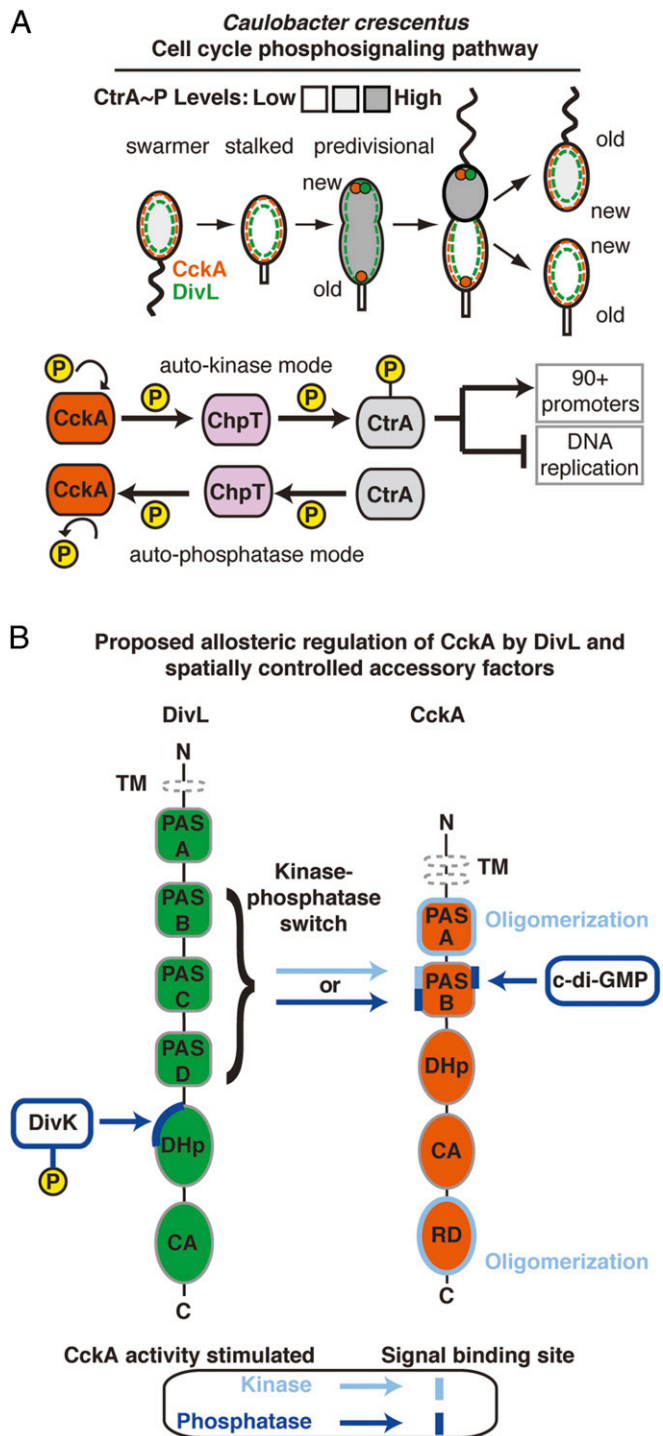 A
Caulobacter crescentus
Cell cycle phosphosignaling pathway
CtrA~P Levels: Low High
swarmer stalked predivisional
old
new
new
new
CckA
DivL
old
old
P auto-kinase mode P
CckA P ChpT P CtrA
90+
promoters
DNA
replication
CckA P ChpT P CtrA
P auto-phosphatase mode
B
Proposed allosteric regulation of CckA by DivL and
spatially controlled accessory factors
DivL CckA
N
TM
N
TM
PAS
A
PAS
B
PAS
C
PAS
D
DHp
CA
C
Kinase-
phosphatase
switch
or
DivK
P
PAS
A
Oligomerization
PAS
B
c-di-GMP
DHp
CA
RD
Oligomerization
C
CckA activity stimulated Signal binding site
Kinase
Phosphatase